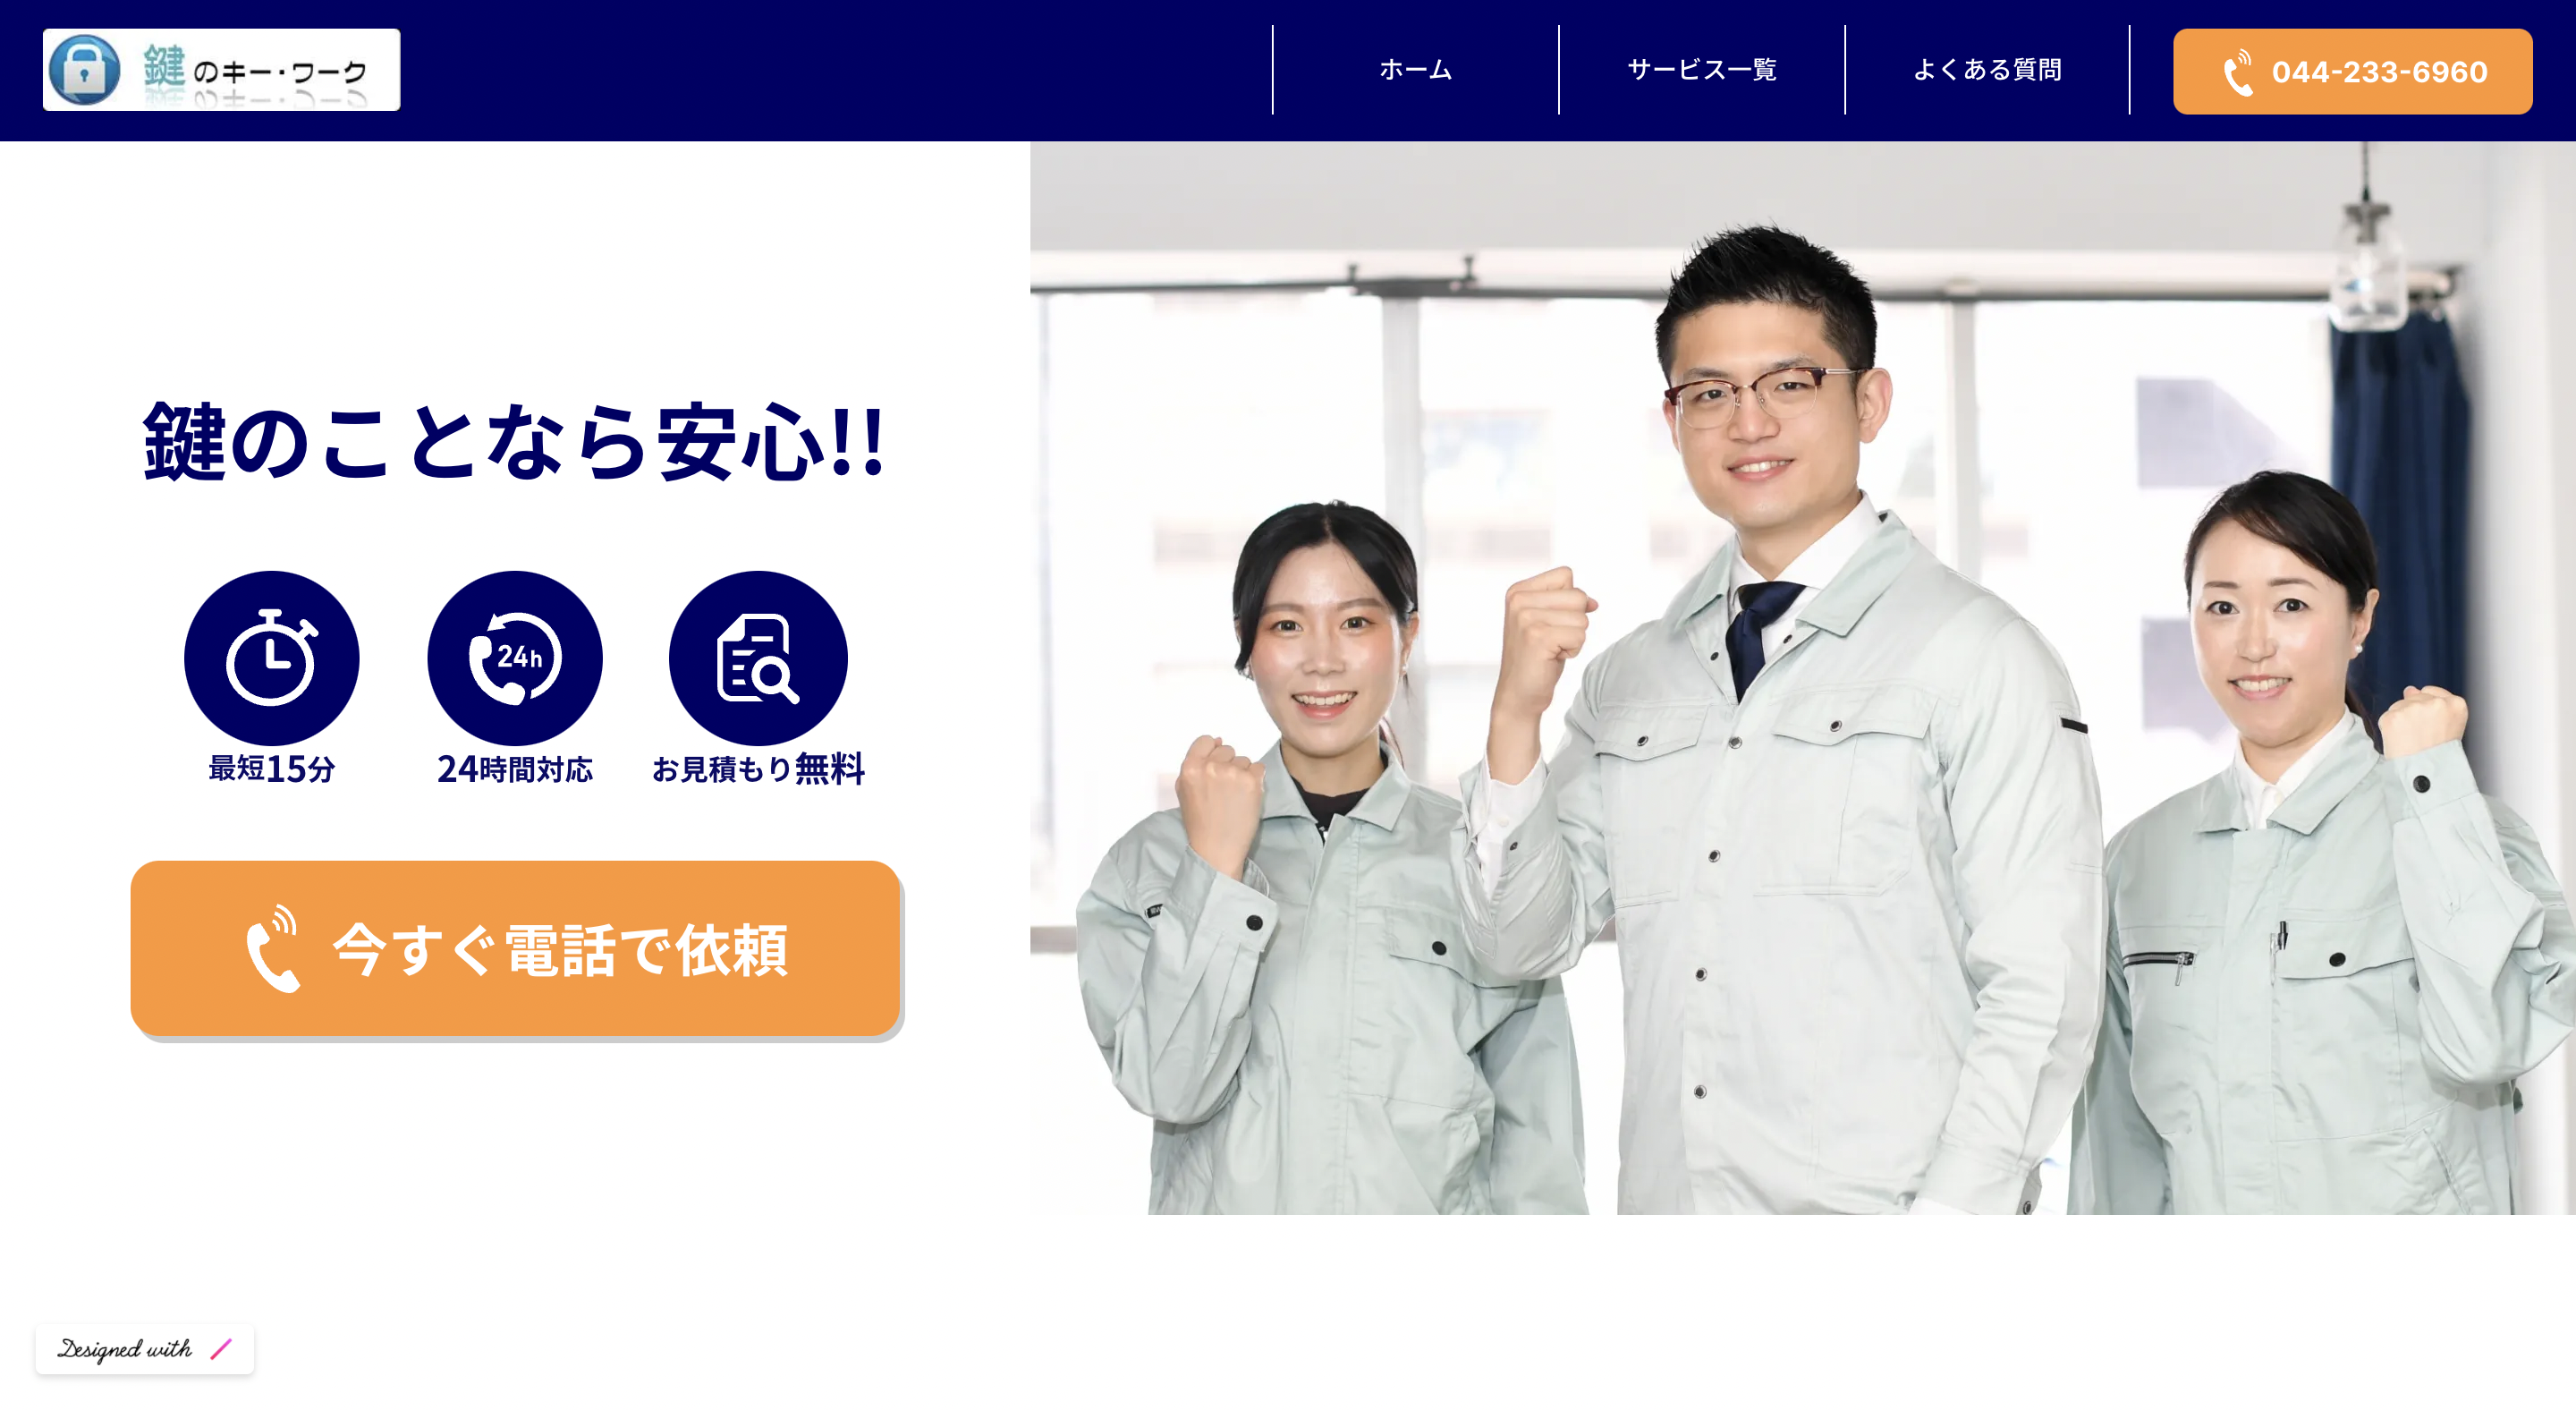 鍵のキー・ワーク
ホーム
サービス一覧
よくある質問
044-233-6960
鍵のことなら安心!!
24h
最短15分
24時間対応
お見積もり無料
今すぐ電話で依頼
Designed with